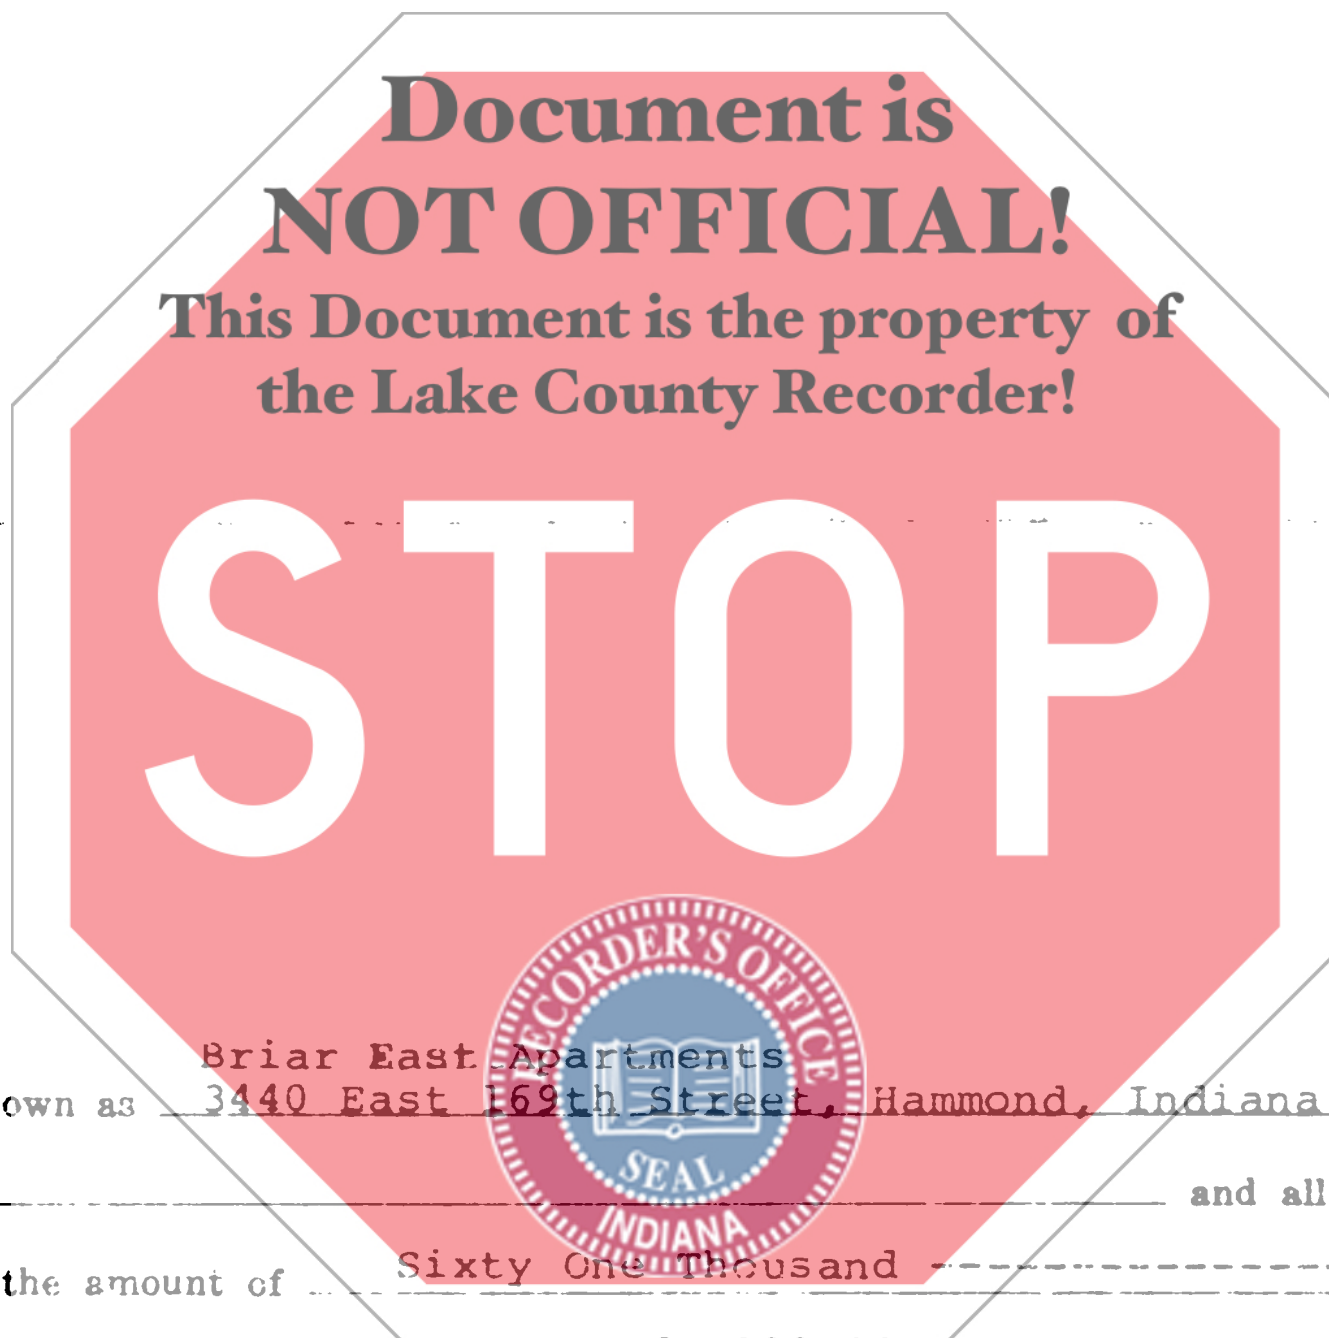 Document is
NOT OFFICIAL!
This Document is the property of
the Lake County Recorder!
STOP
RECORDER'S OFFICE
SEAL
INDIANA
Briar East Apartments
own as 3440 East 169th Street, Hammond, Indiana
and all
the amount of Sixty One Thousand